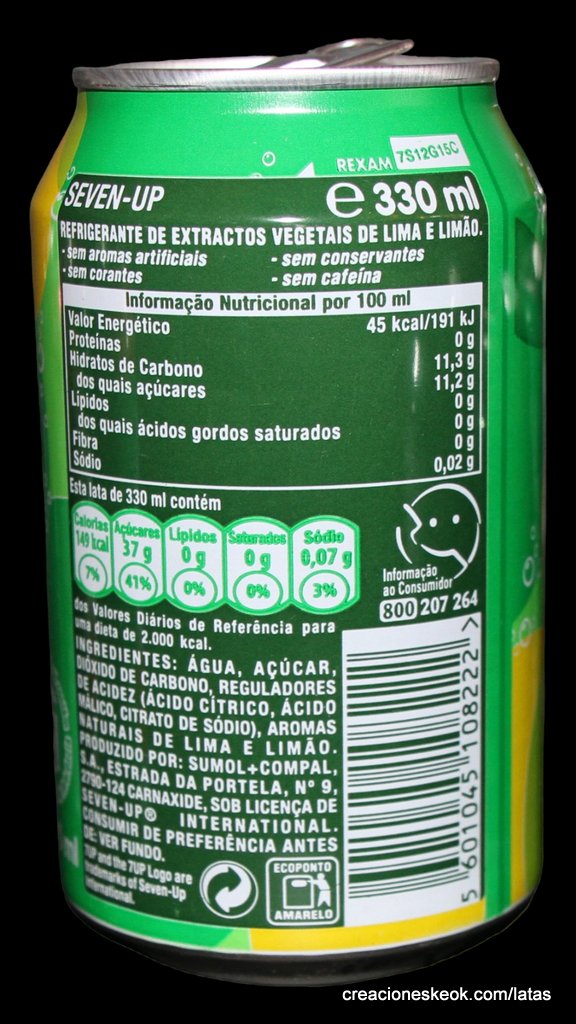 REXAM 7S12G15C
SEVEN-UP
e 330 ml
REFRIGERANTE DE EXTRACTOS VEGETAIS DE LIMA E LIMÃO.
- sem aromas artificiais - sem conservantes
- sem corantes - sem cafeína
Informação Nutricional por 100 ml
Valor Energético 45 kcal/191 kJ
Proteínas 0 g
Hidratos de Carbono 11,3 g
dos quais açúcares 11,2 g
Lípidos 0 g
dos quais ácidos gordos saturados 0 g
Fibra 0 g
Sódio 0,02 g
Esta lata de 330 ml contém
Calorias Açúcares Lípidos Saturados Sódio
149 kcal 37 g 0 g 0 g 0,07 g
7% 41% 0% 0% 3%
Informação
ao Consumidor
800 207 264
dos Valores Diários de Referência para
uma dieta de 2.000 kcal.
INGREDIENTES: ÁGUA, AÇÚCAR,
DIÓXIDO DE CARBONO, REGULADORES
DE ACIDEZ (ÁCIDO CÍTRICO, ÁCIDO
MÁLICO, CITRATO DE SÓDIO), AROMAS
NATURAIS DE LIMA E LIMÃO.
PRODUZIDO POR: SUMOL+COMPAL,
S.A., ESTRADA DA PORTELA, Nº 9,
2790-124 CARNAXIDE, SOB LICENÇA DE
SEVEN-UP® INTERNATIONAL.
CONSUMIR DE PREFERÊNCIA ANTES
DE: VER FUNDO.
7UP and the 7UP Logo are
trademarks of Seven-Up
International.
ECOPONTO
AMARELO
5 601045 108222 >
creacioneskeok.com/latas